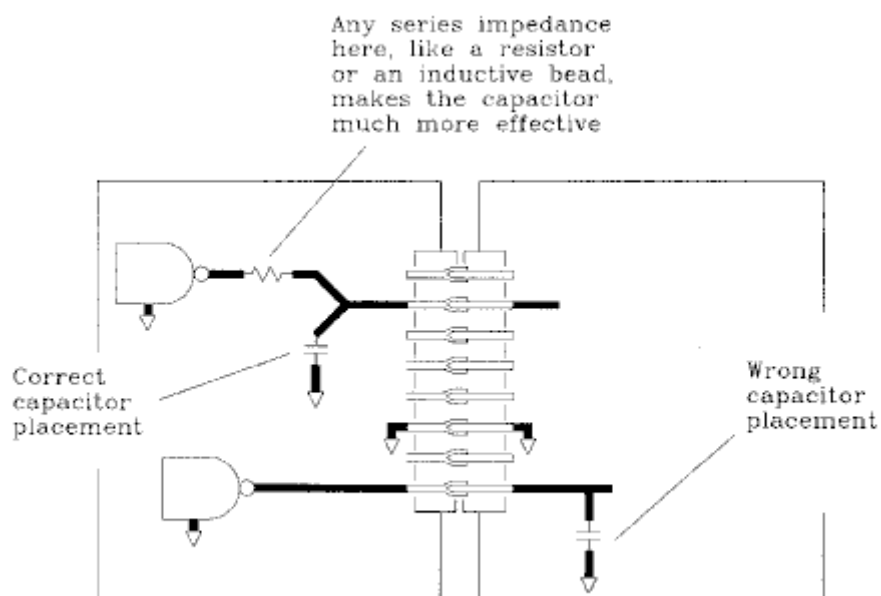 Any series impedance
here, like a resistor
or an inductive bead,
makes the capacitor
much more effective
Correct
capacitor
placement
Wrong
capacitor
placement